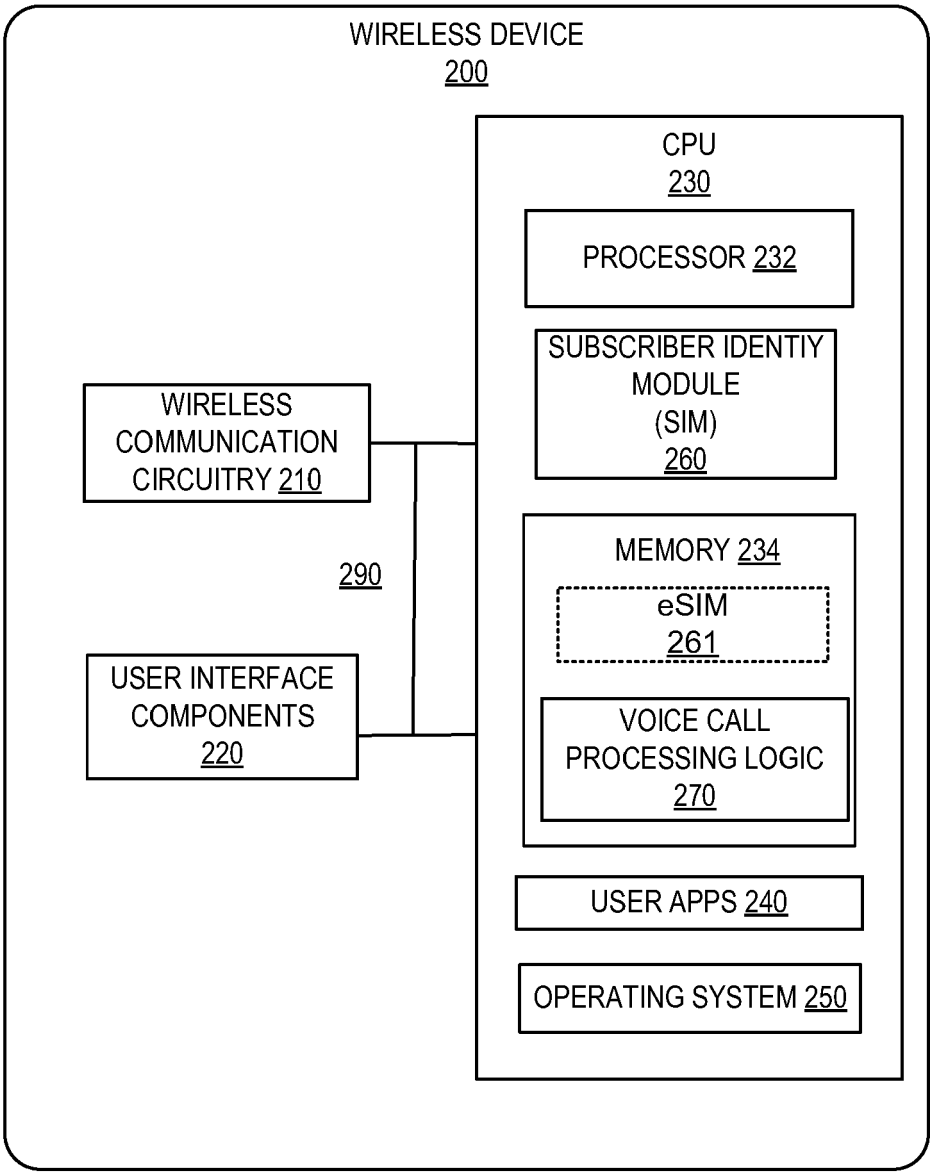 WIRELESS DEVICE
200
CPU
230
PROCESSOR 232
SUBSCRIBER IDENTIY
MODULE
(SIM)
260
WIRELESS
COMMUNICATION
CIRCUITRY 210
MEMORY 234
eSIM
261
290
USER INTERFACE
COMPONENTS
220
VOICE CALL
PROCESSING LOGIC
270
USER APPS 240
OPERATING SYSTEM 250